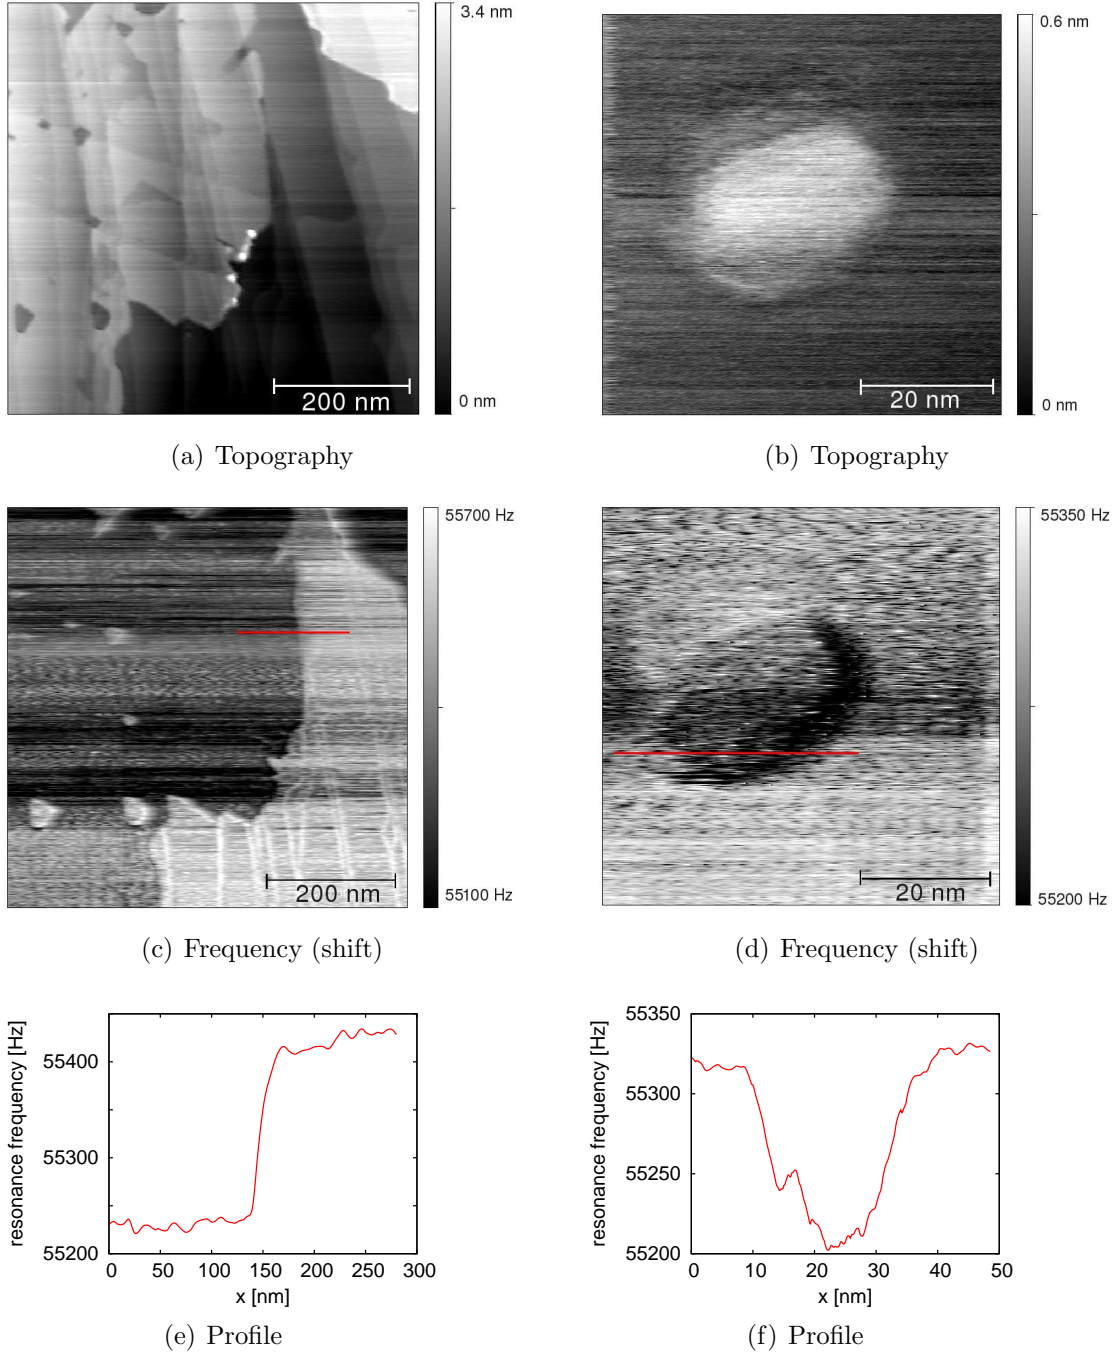 3.4 nm
200 nm
0 nm
(a) Topography
0.6 nm
20 nm
0 nm
(b) Topography
55700 Hz
200 nm
55100 Hz
(c) Frequency (shift)
55350 Hz
20 nm
55200 Hz
(d) Frequency (shift)
resonance frequency [Hz]
55400
55300
55200
0 50 100 150 200 250 300
x [nm]
(e) Profile
resonance frequency [Hz]
55350
55300
55250
55200
0 10 20 30 40 50
x [nm]
(f) Profile